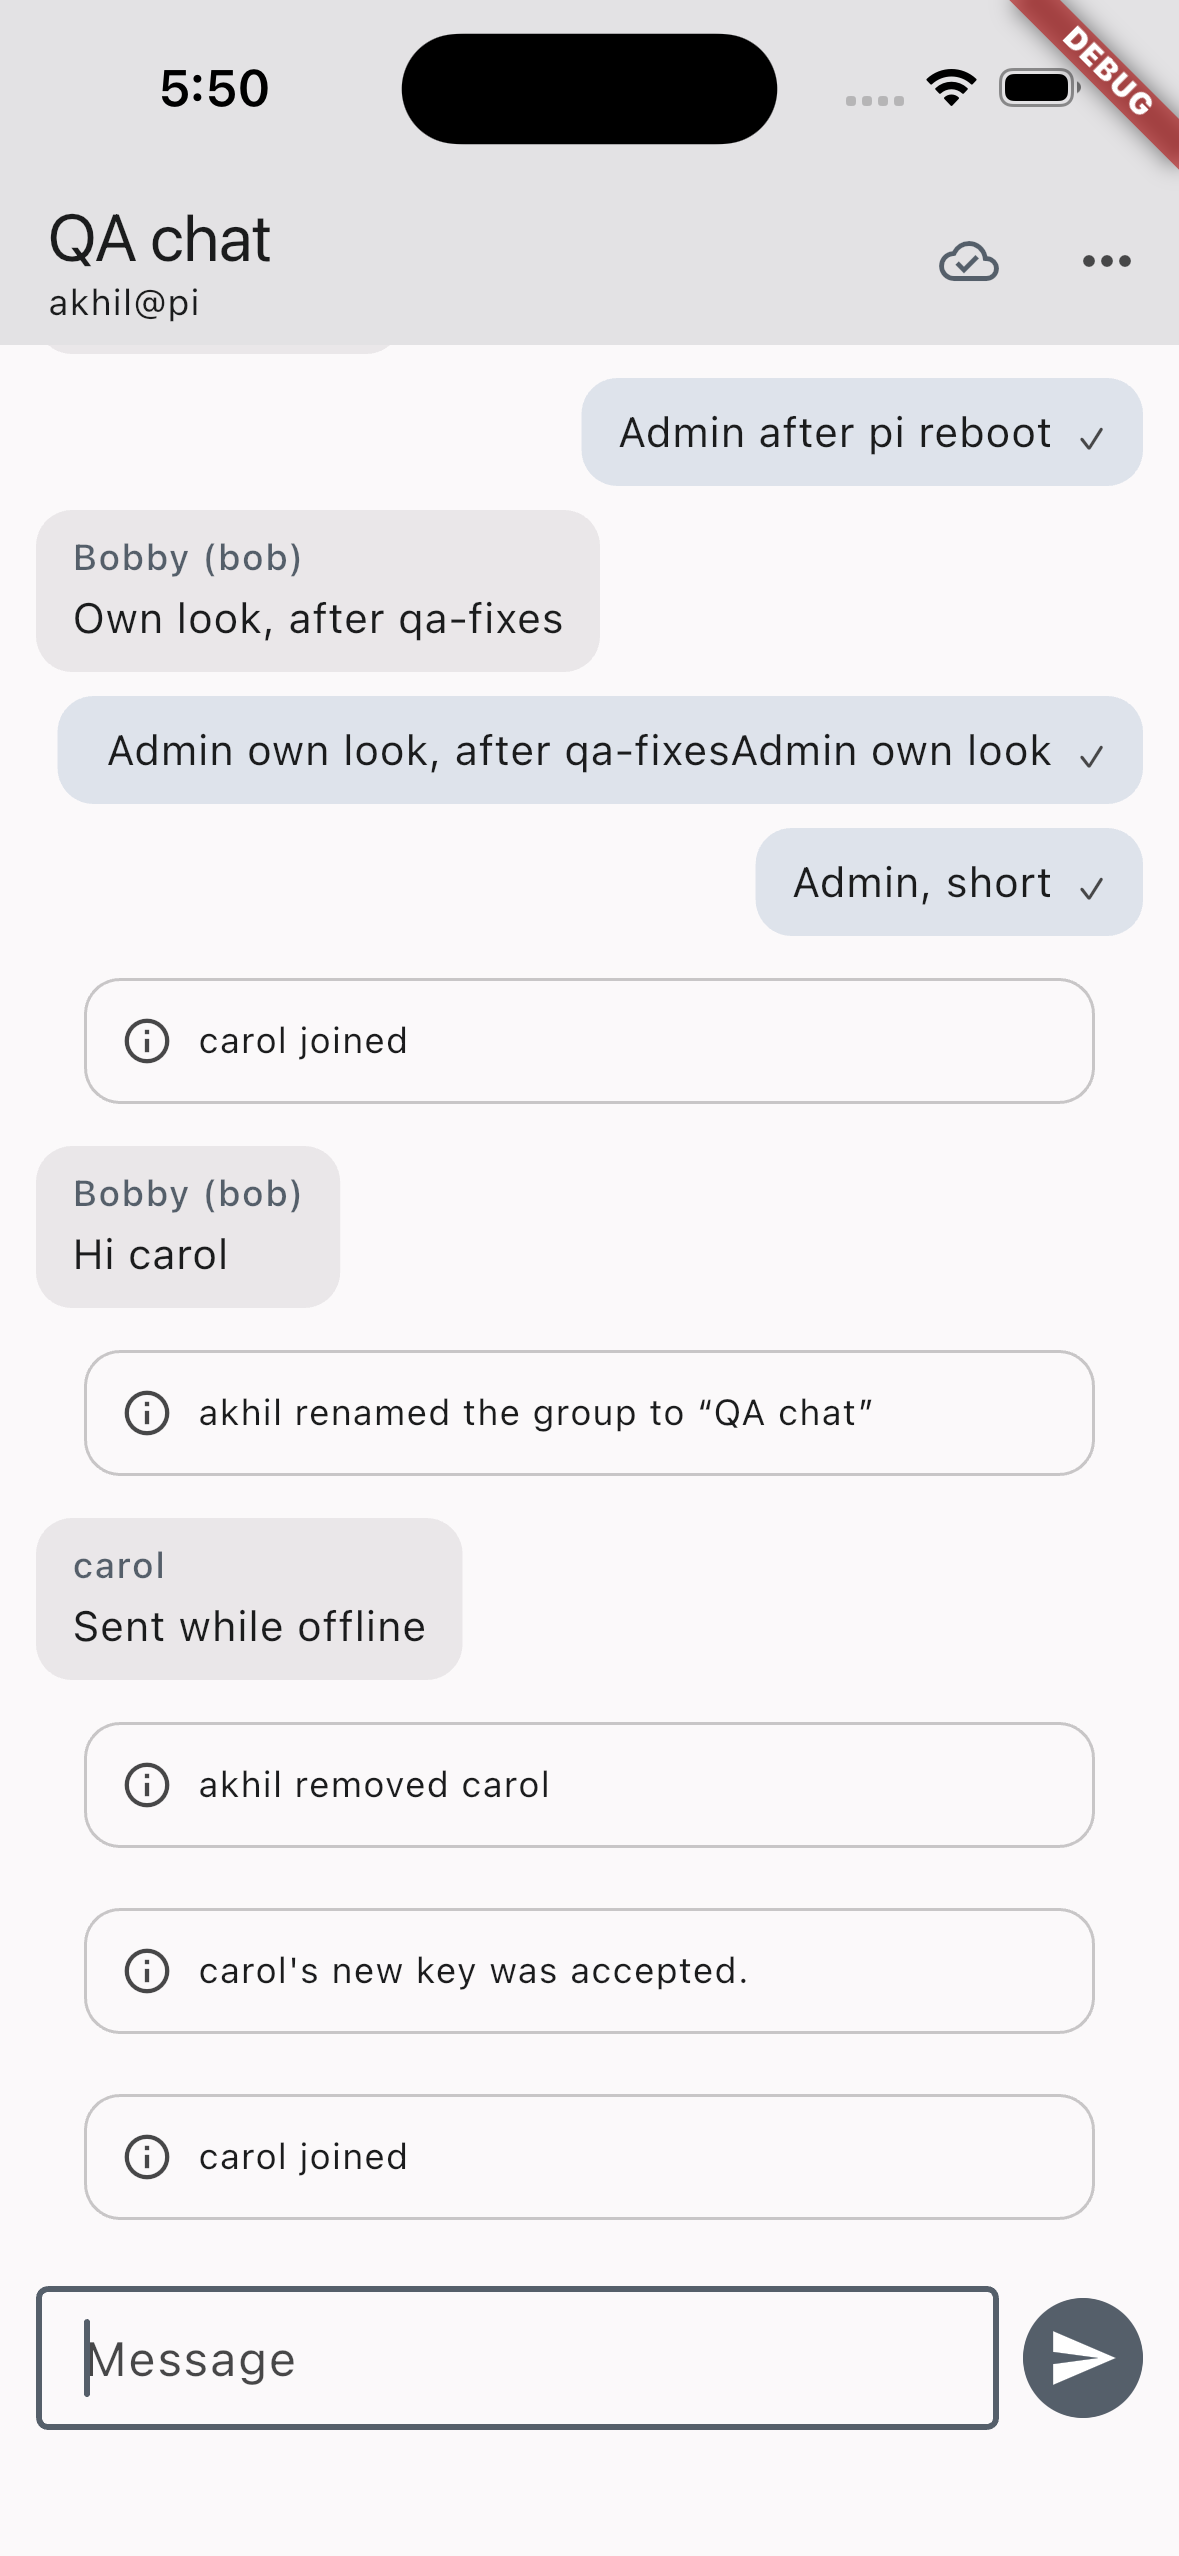 5:50
DEBUG
QA chat
akhil@pi
Admin after pi reboot
Bobby (bob)
Own look, after qa-fixes
Admin own look, after qa-fixesAdmin own look
Admin, short
carol joined
Bobby (bob)
Hi carol
akhil renamed the group to “QA chat”
carol
Sent while offline
akhil removed carol
carol's new key was accepted.
carol joined
Message